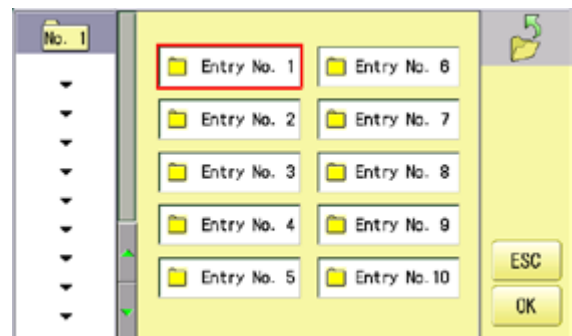 No. 1
Entry No. 1
Entry No. 2
Entry No. 3
Entry No. 4
Entry No. 5
Entry No. 6
Entry No. 7
Entry No. 8
Entry No. 9
Entry No.10
ESC
OK